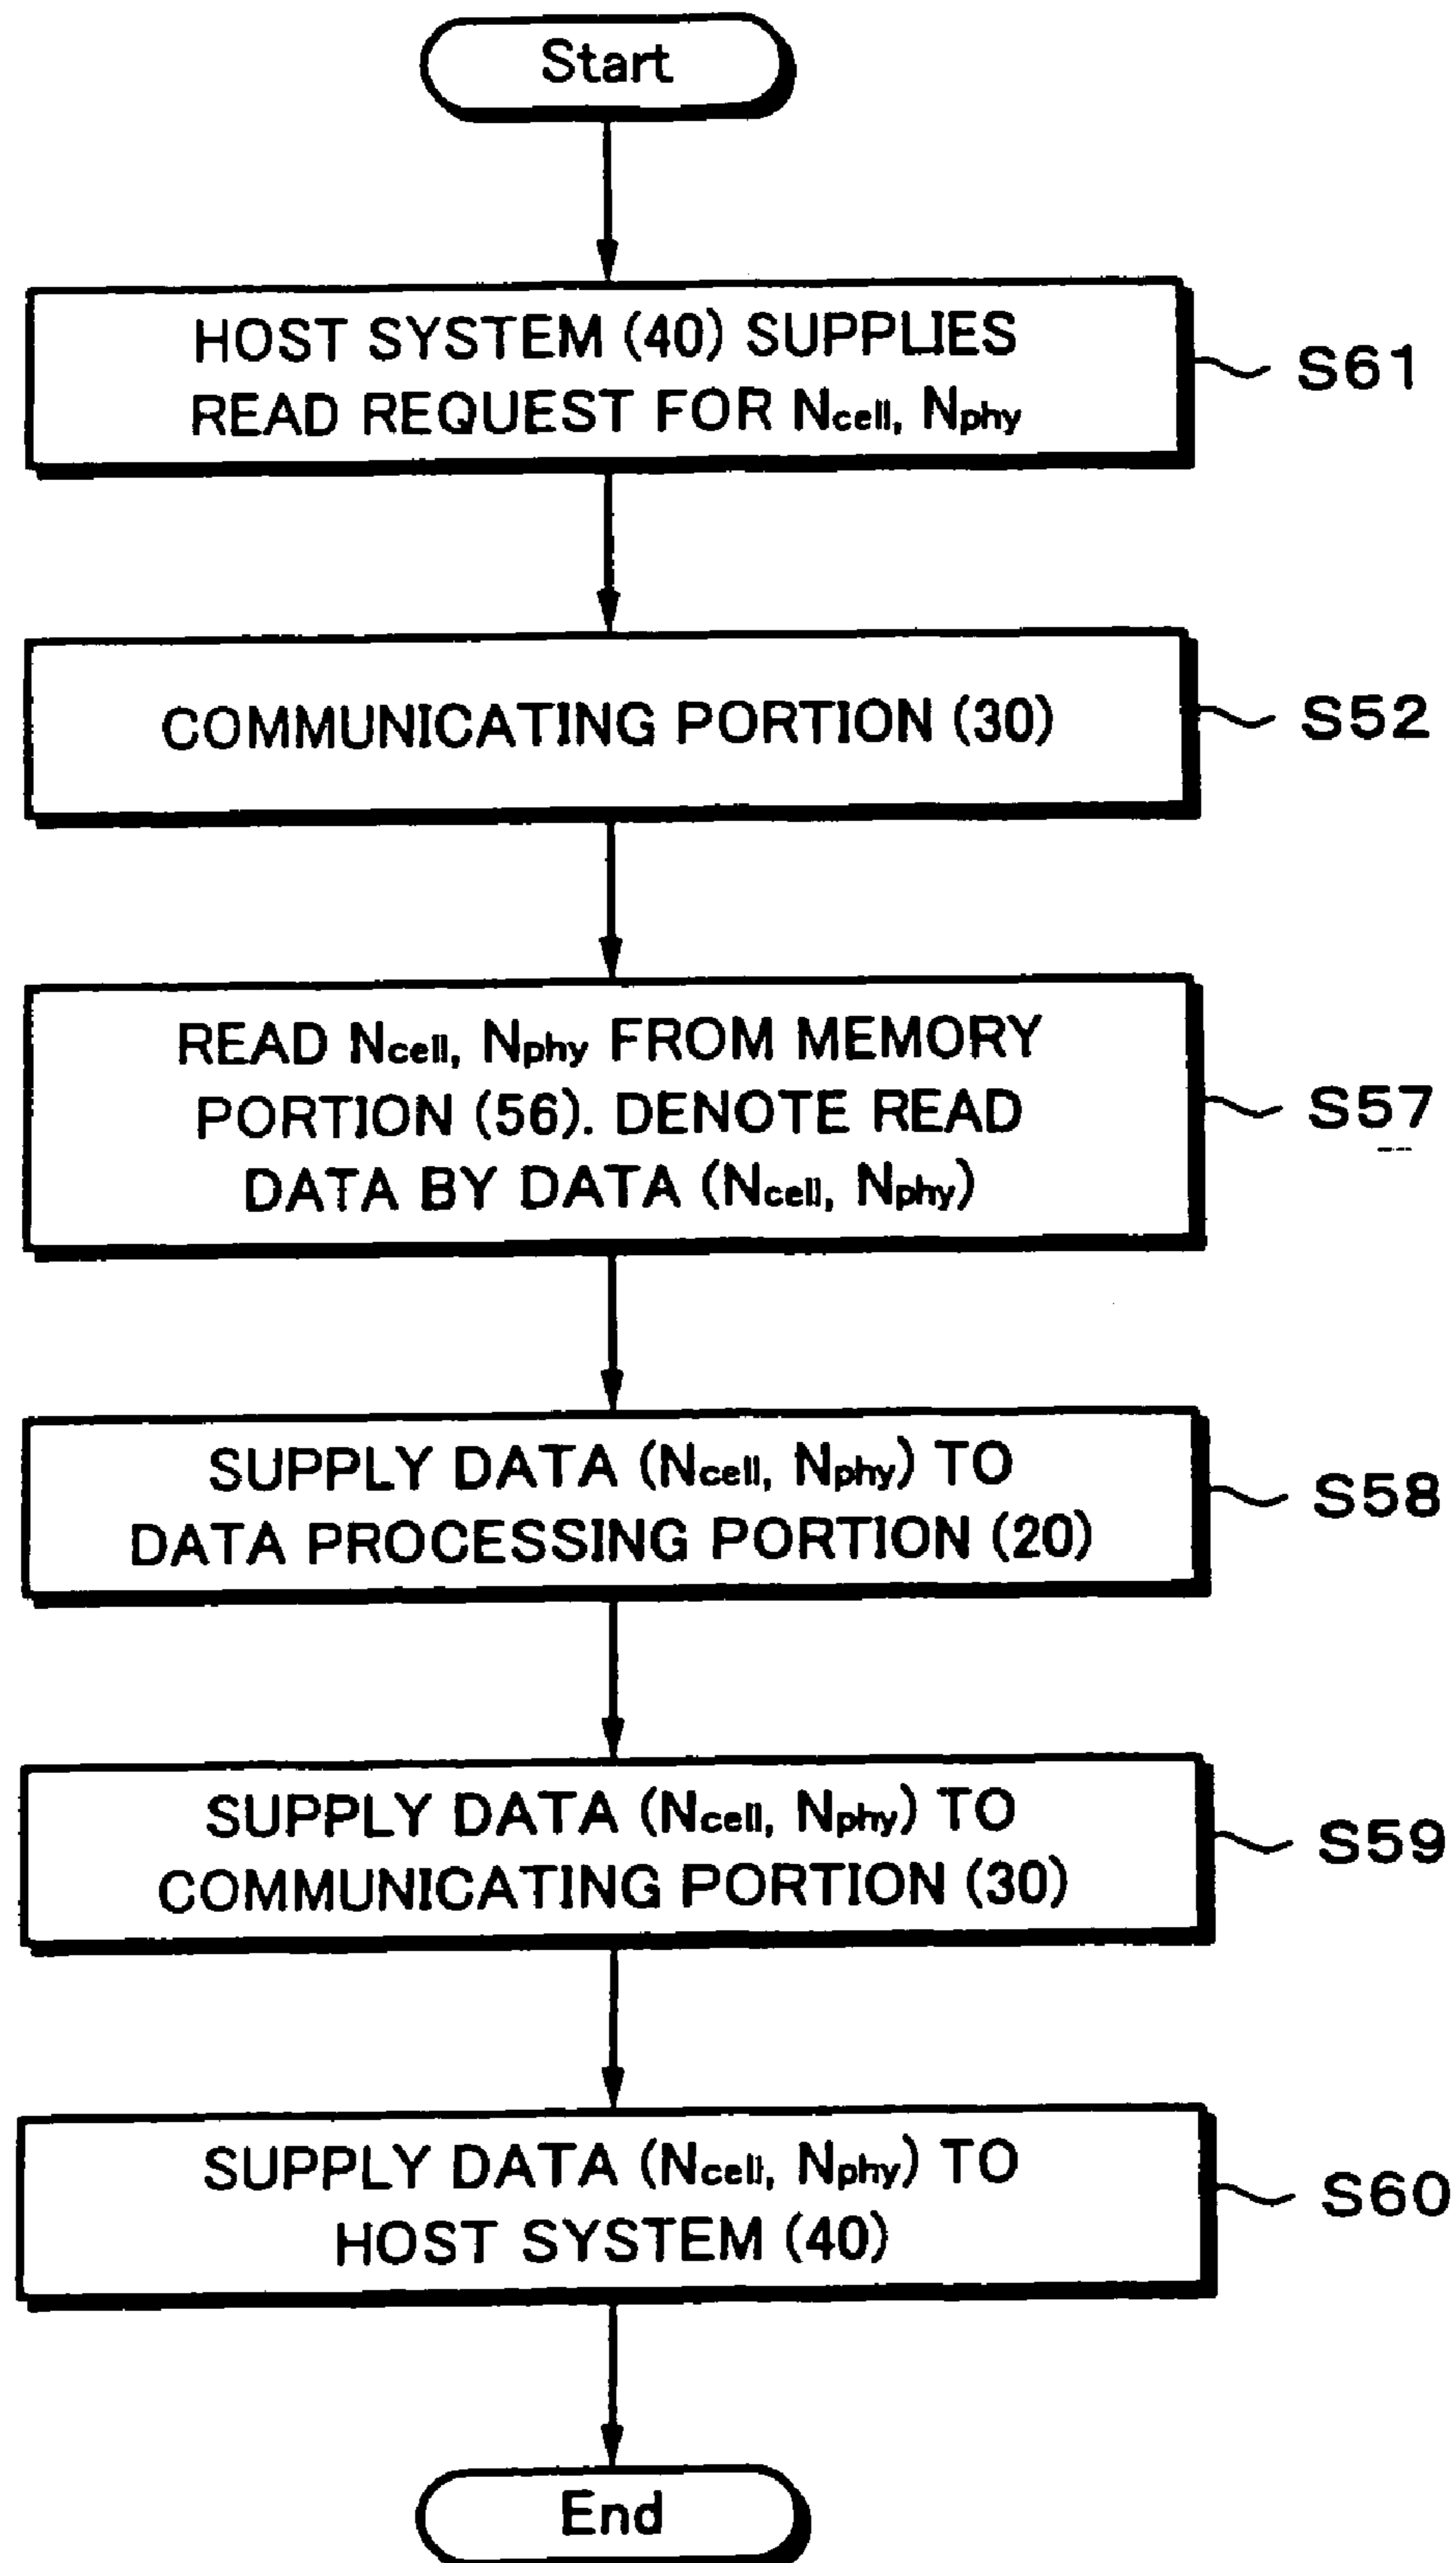 Start
HOST SYSTEM (40) SUPPLIES
READ REQUEST FOR Ncell, Nphy
S61
COMMUNICATING PORTION (30)
S52
READ Ncell, Nphy FROM MEMORY
PORTION (56). DENOTE READ
DATA BY DATA (Ncell, Nphy)
S57
SUPPLY DATA (Ncell, Nphy) TO
DATA PROCESSING PORTION (20)
S58
SUPPLY DATA (Ncell, Nphy) TO
COMMUNICATING PORTION (30)
S59
SUPPLY DATA (Ncell, Nphy) TO
HOST SYSTEM (40)
S60
End